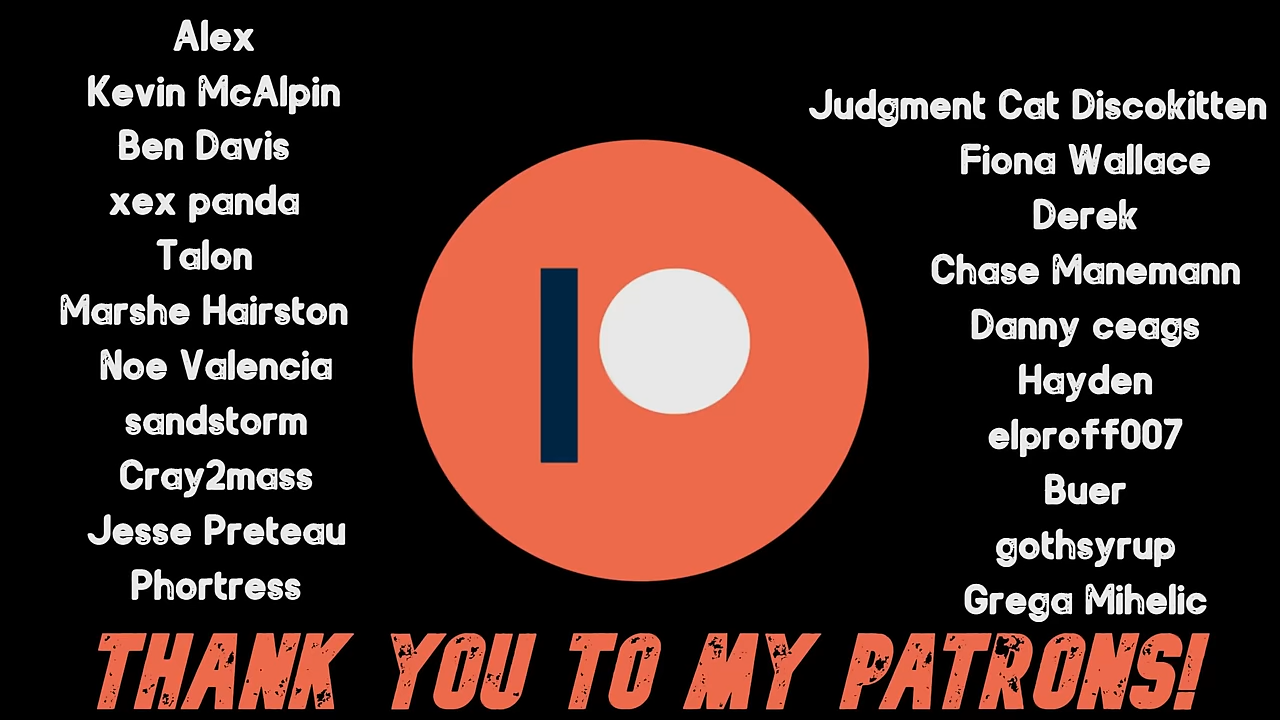 Alex
Kevin McAlpin
Ben Davis
xex panda
Talon
Marshe Hairston
Noe Valencia
sandstorm
Cray2mass
Jesse Preteau
Phortress
Judgment Cat Discokitten
Fiona Wallace
Derek
Chase Manemann
Danny ceags
Hayden
elproff007
Buer
gothsyrup
Grega Mihelic
THANK YOU TO MY PATRONS!